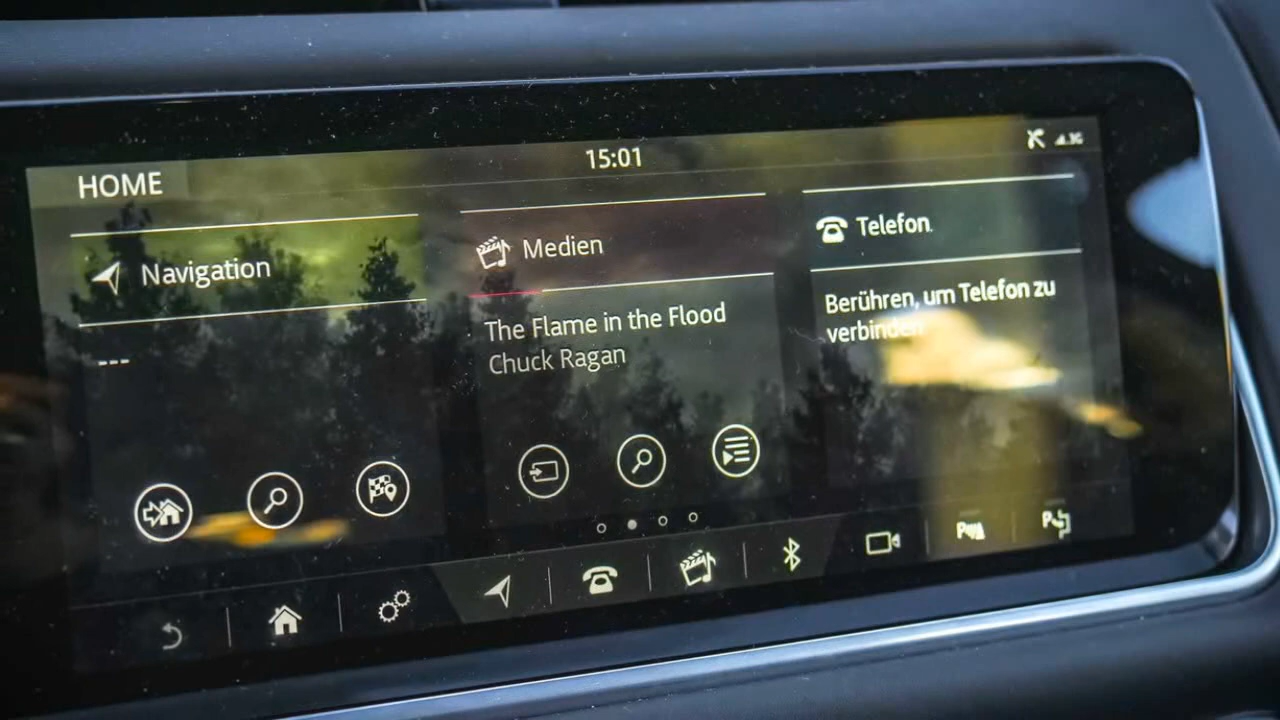 HOME
15:01
Navigation
---
Medien
The Flame in the Flood
Chuck Ragan
Telefon
Berühren, um Telefon zu
verbinden